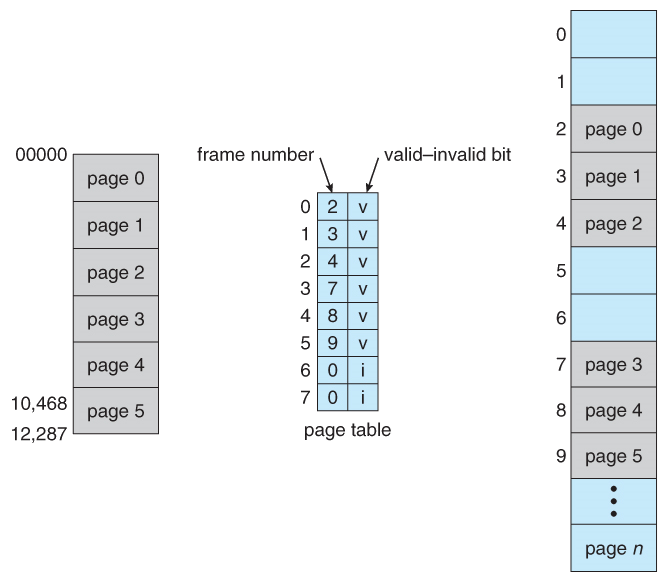 00000
page 0
page 1
page 2
page 3
page 4
page 5
10,468
12,287
frame number
valid–invalid bit
0 2 v
1 3 v
2 4 v
3 7 v
4 8 v
5 9 v
6 0 i
7 0 i
page table
0
1
2 page 0
3 page 1
4 page 2
5
6
7 page 3
8 page 4
9 page 5
page n